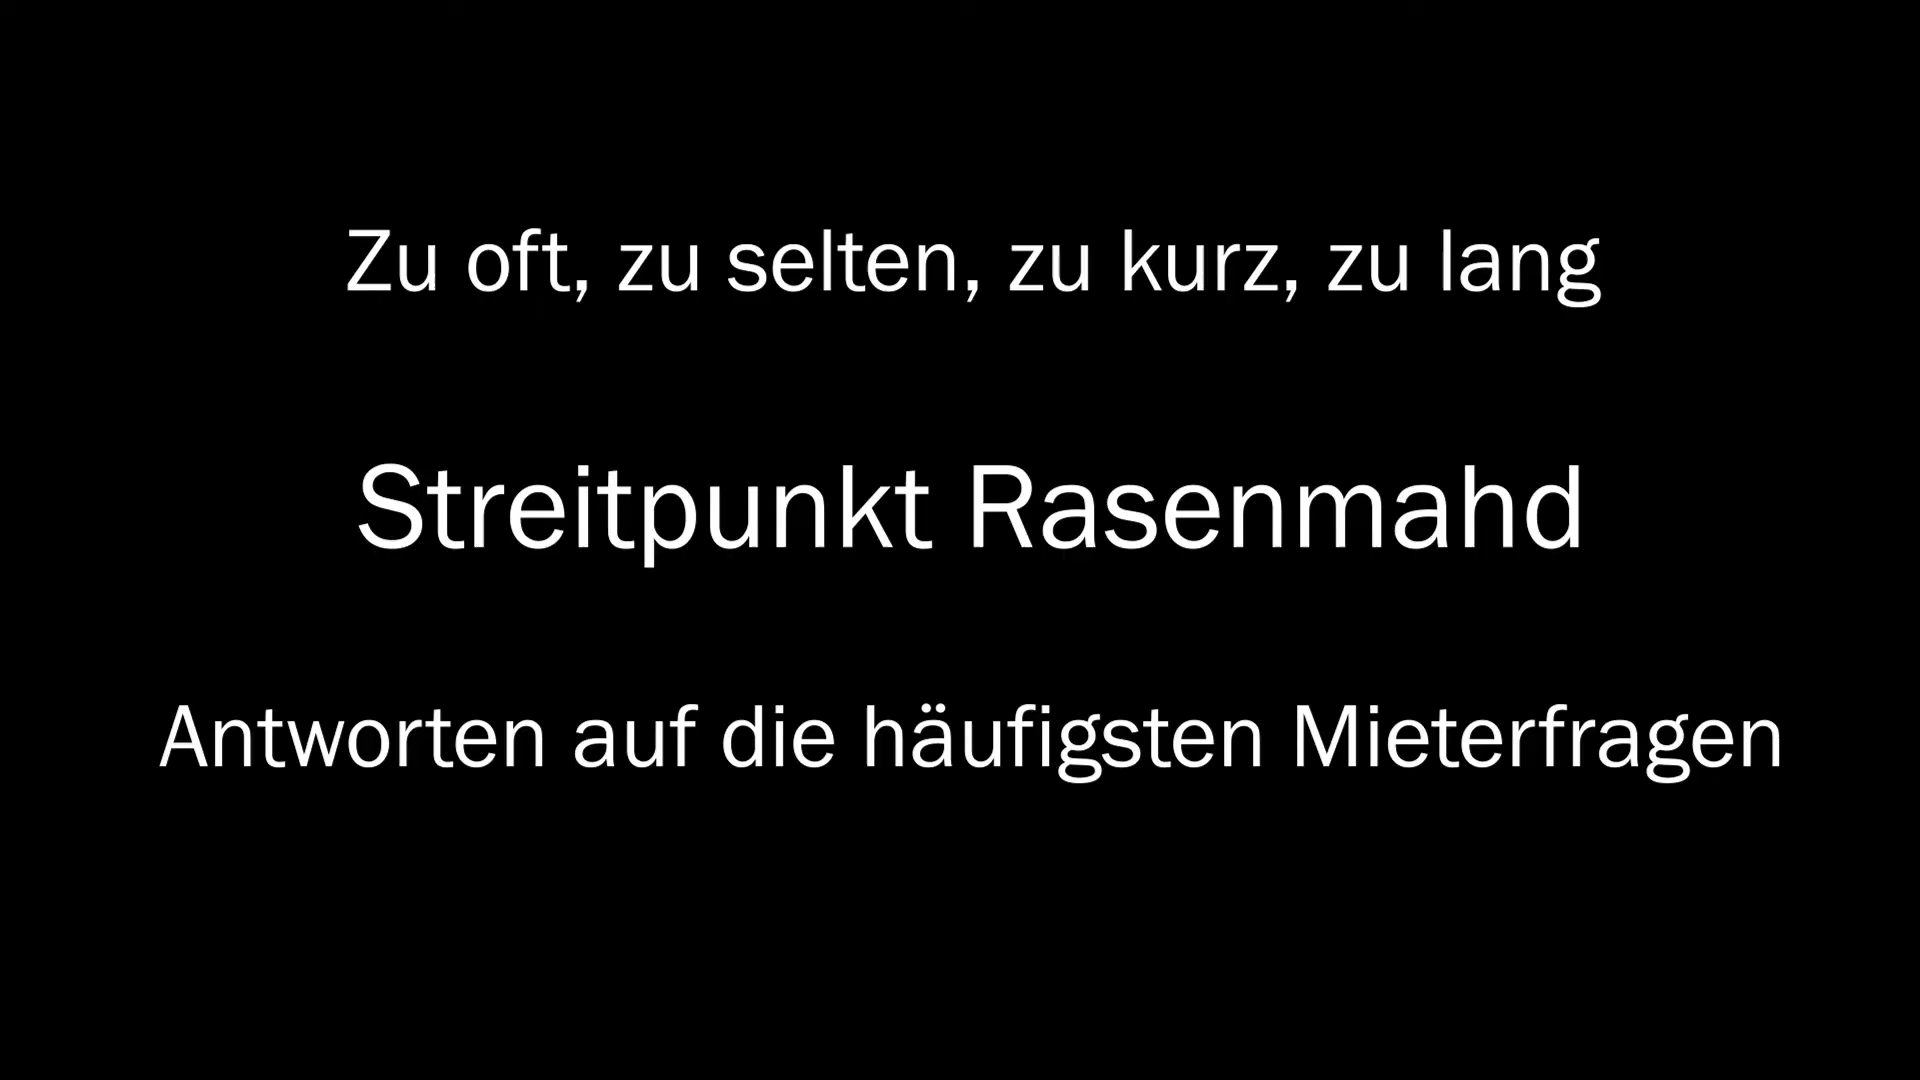 Zu oft, zu selten, zu kurz, zu lang
Streitpunkt Rasenmahd
Antworten auf die häufigsten Mieterfragen